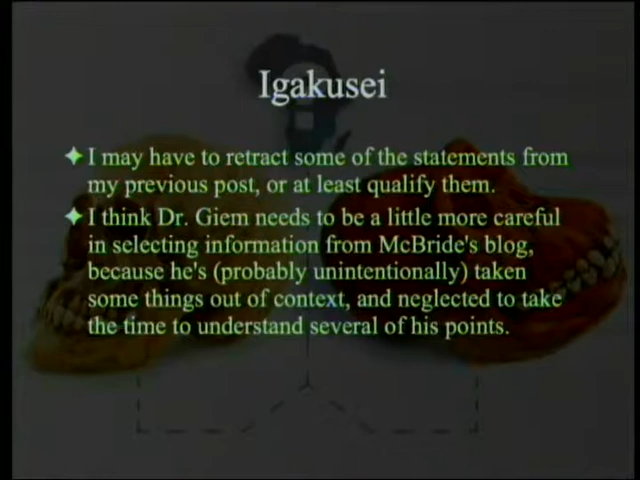 Igakusei
I may have to retract some of the statements from
my previous post, or at least qualify them.
I think Dr. Giem needs to be a little more careful
in selecting information from McBride's blog,
because he's (probably unintentionally) taken
some things out of context, and neglected to take
the time to understand several of his points.